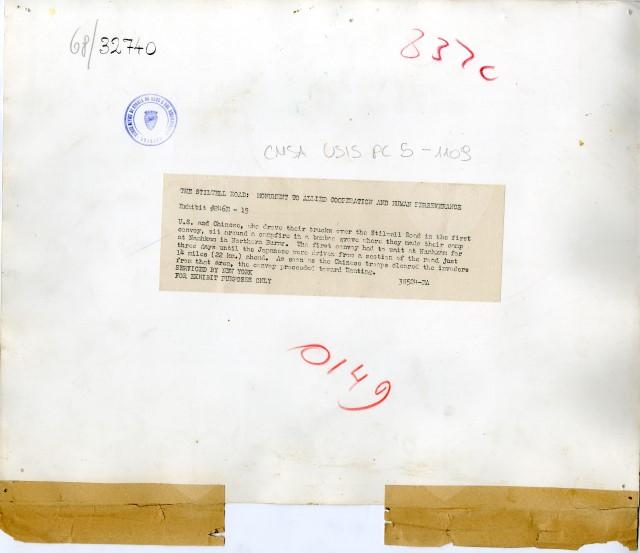 68/32740
837c
CMSA USIS PC 5-1109
THE STILWELL ROAD: MONUMENT TO ALLIED COOPERATION AND HUMAN PERSEVERANCE
Exhibit - 19
U.S. and Chinese, who drove their trucks over the Stilwell Road in the first
convoy, sit around a campfire in a bamboo grove where they made their camp
at Namhkam in Northern Burma. The first convoy had to wait at Namhkam for
three days until the Japanese were driven from a section of the road just
14 miles (22 km.) ahead. As soon as the Chinese troops cleared the invaders
from that area, the convoy proceeded toward Wanting.
SERVICED BY NEW YORK
FOR EXHIBIT PURPOSES ONLY
0149